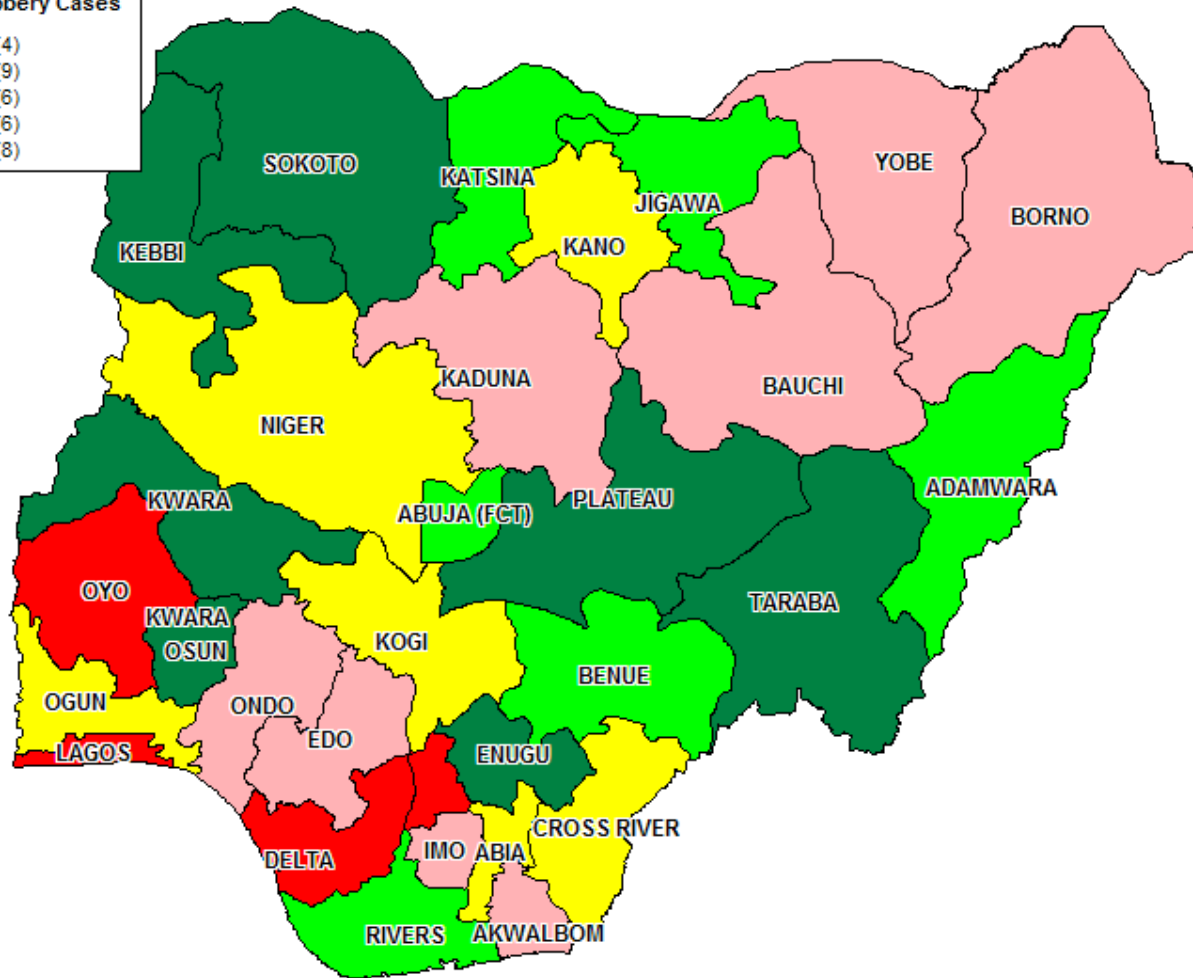 Cases
4)
9)
6)
6)
8)
SOKOTO
KATSINA
YOBE
JIGAWA
BORNO
KANO
KEBBI
KADUNA
BAUCHI
NIGER
ADAMWARA
KWARA
PLATEAU
ABUJA (FCT)
OYO
TARABA
KWARA
KOGI
OSUN
BENUE
OGUN
ONDO
EDO
LAGOS
ENUGU
CROSS RIVER
DELTA
IMO
ABIA
RIVERS
AKWALBOM